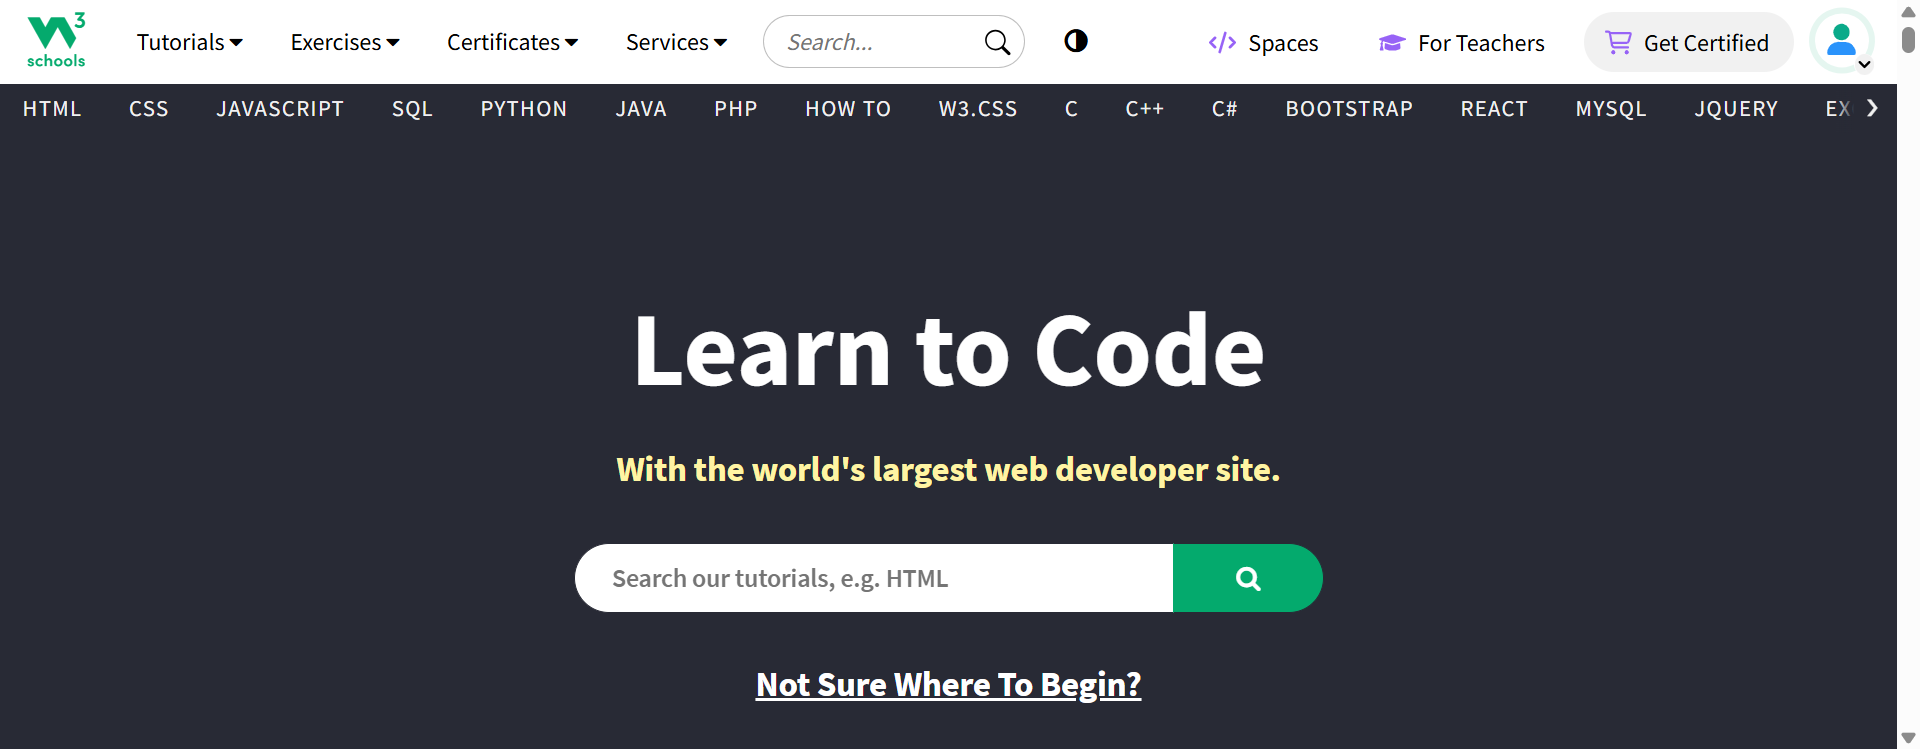 W3 schools
Tutorials Exercises Certificates Services Search... Spaces For Teachers Get Certified
HTML CSS JAVASCRIPT SQL PYTHON JAVA PHP HOW TO W3.CSS C C++ C# BOOTSTRAP REACT MYSQL JQUERY EX
Learn to Code
With the world's largest web developer site.
Search our tutorials, e.g. HTML
Not Sure Where To Begin?